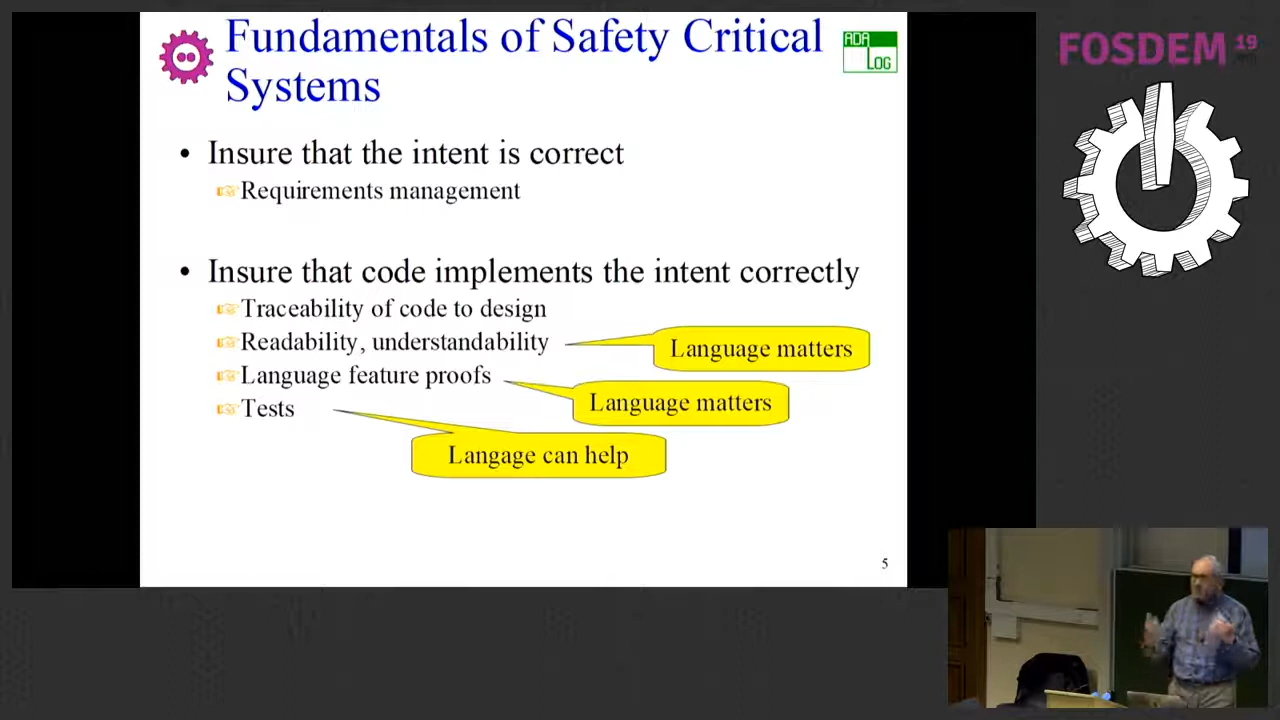 Fundamentals of Safety Critical
Systems
ADA
LOG
FOSDEM 19
• Insure that the intent is correct
Requirements management
• Insure that code implements the intent correctly
Traceability of code to design
Readability, understandability
Language matters
Language feature proofs
Language matters
Tests
Langage can help
5